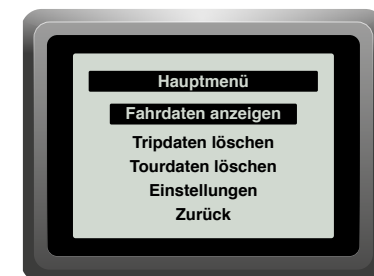 Hauptmenü
Fahrdaten anzeigen
Tripdaten löschen
Tourdaten löschen
Einstellungen
Zurück